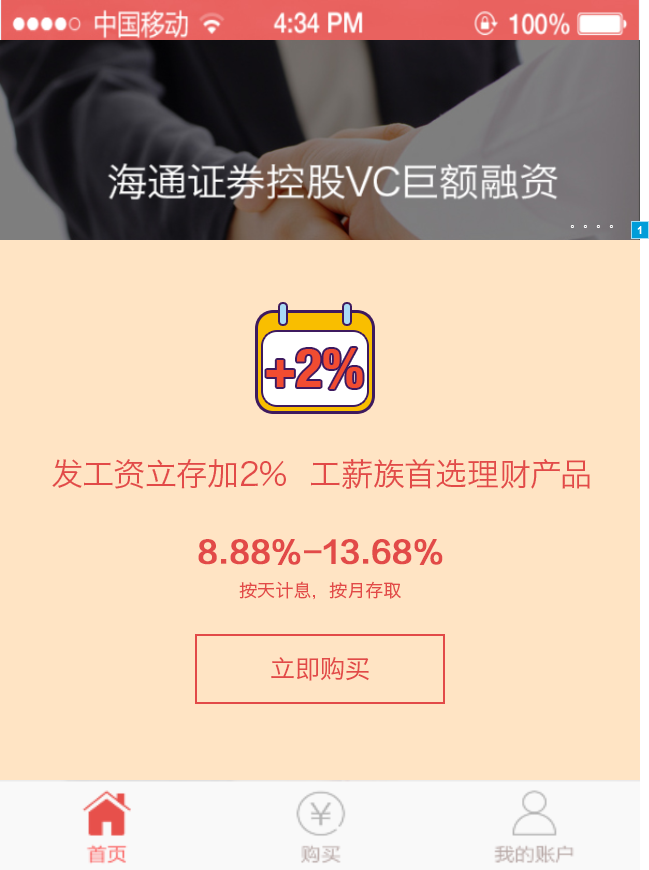 中国移动 4:34 PM 100%
海通证券控股VC巨额融资
1
+2%
发工资立存加2% 工薪族首选理财产品
8.88%-13.68%
按天计息,按月存取
立即购买
首页 购买 我的账户